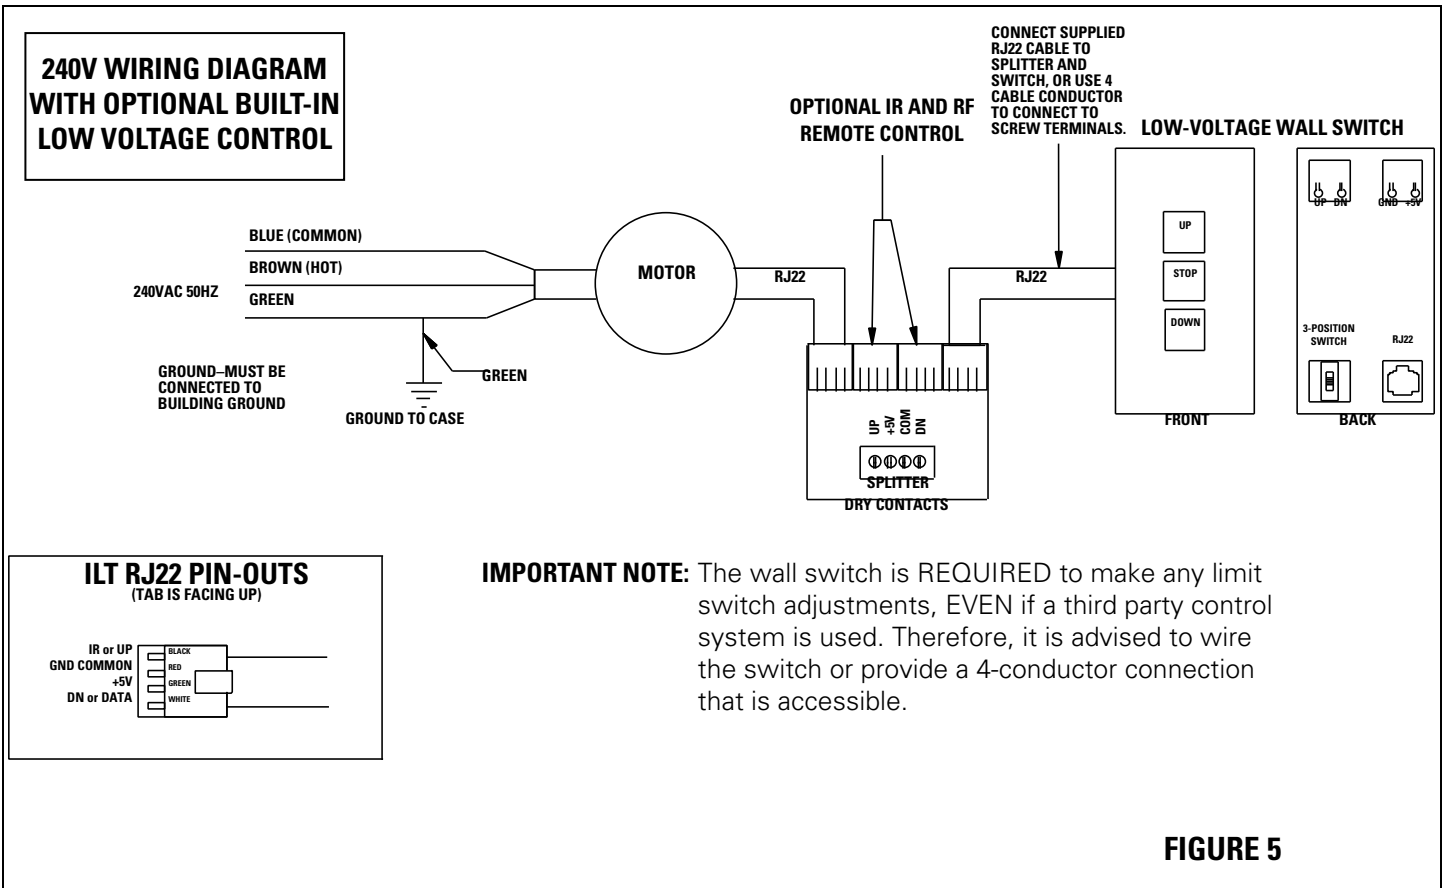 240V WIRING DIAGRAM
WITH OPTIONAL BUILT-IN
LOW VOLTAGE CONTROL
CONNECT SUPPLIED
RJ22 CABLE TO
SPLITTER AND
SWITCH, OR USE 4
CABLE CONDUCTOR
TO CONNECT TO
SCREW TERMINALS.
OPTIONAL IR AND RF
REMOTE CONTROL
LOW-VOLTAGE WALL SWITCH
UP DN
GND +5V
BLUE (COMMON)
BROWN (HOT)
GREEN
240VAC 50HZ
MOTOR
RJ22
RJ22
UP
STOP
DOWN
3-POSITION
SWITCH
RJ22
GROUND–MUST BE
CONNECTED TO
BUILDING GROUND
GREEN
GROUND TO CASE
FRONT
BACK
UP
+5V
COM
DN
SPLITTER
DRY CONTACTS
ILT RJ22 PIN-OUTS
(TAB IS FACING UP)
IR or UP
GND COMMON
+5V
DN or DATA
BLACK
RED
GREEN
WHITE
IMPORTANT NOTE: The wall switch is REQUIRED to make any limit
switch adjustments, EVEN if a third party control
system is used. Therefore, it is advised to wire
the switch or provide a 4-conductor connection
that is accessible.
FIGURE 5